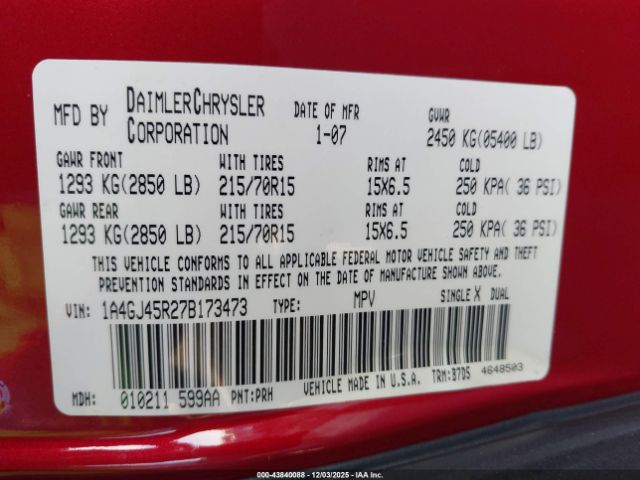 MFD BY DAIMLERCHRYSLER CORPORATION DATE OF MFR 1-07 GVWR 2450 KG(05400 LB)
GAWR FRONT WITH TIRES RIMS AT COLD
1293 KG(2850 LB) 215/70R15 15X6.5 250 KPA( 36 PSI)
GAWR REAR WITH TIRES RIMS AT COLD
1293 KG(2850 LB) 215/70R15 15X6.5 250 KPA( 36 PSI)
THIS VEHICLE CONFORMS TO ALL APPLICABLE FEDERAL MOTOR VEHICLE SAFETY AND THEFT
PREVENTION STANDARDS IN EFFECT ON THE DATE OF MANUFACTURE SHOWN ABOVE.
VIN: 1A4GJ45R27B173473 TYPE: MPV SINGLE X DUAL
MDH: 010211 599AA PNT:PRH VEHICLE MADE IN U.S.A. TRM:B7D5 4648503
000-43840088 - 12/03/2025 - IAAI.COM